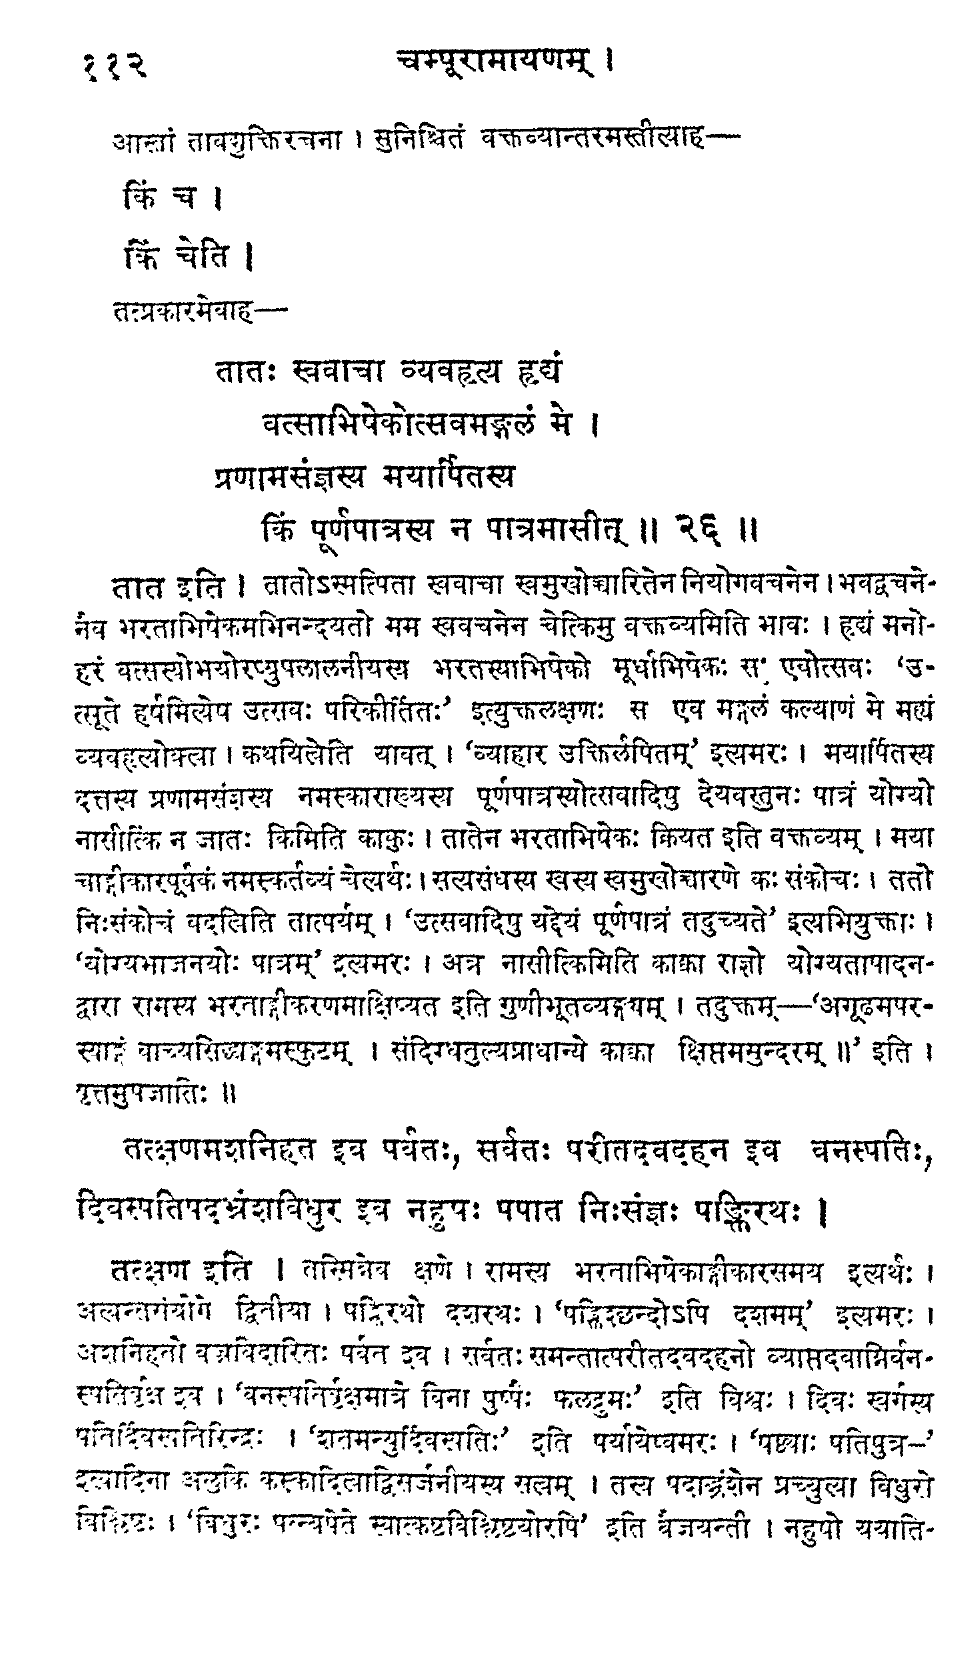 ११२ चम्पूरामायणम् ।
आस्तां तावद्युक्तिरचना । सुनिश्चितं वक्तव्यान्तरमस्तीत्याह—
किं च ।
किं चेति ।
तत्प्रकारमेवाह—
तातः स्ववाचा व्यवहृत्य हृद्यं
वत्साभिषेकोत्सवमङ्गलं मे ।
प्रणामसंज्ञस्य मयार्पितस्य
किं पूर्णपात्रस्य न पात्रमासीत् ॥ २६ ॥
तात इति । तातोऽस्मत्पिता स्ववाचा स्वमुखोच्चारितेन नियोगवचनेन । भवद्वचने-
नैव भरताभिषेकमभिनन्दयतो मम स्ववचनेन चेत्किमु वक्तव्यमिति भावः । हृद्यं मनो-
हरं वत्सस्योभयोरप्युपलालनीयस्य भरतस्याभिषेको मूर्धाभिषेकः स एवोत्सवः ‘उ-
त्सूते हर्षमित्येष उत्सवः परिकीर्तितः’ इत्युक्तलक्षणः स एव मङ्गलं कल्याणं मे मह्यं
व्यवहृत्योक्त्वा । कथयित्वेति यावत् । ‘व्याहार उक्तिर्लपितम्’ इत्यमरः । मयार्पितस्य
दत्तस्य प्रणामसंज्ञस्य नमस्काराख्यस्य पूर्णपात्रस्योत्सवादिषु देयवस्तुनः पात्रं योग्यो
नासीत्किं न जातः किमिति काकुः । तातेन भरताभिषेकः क्रियत इति वक्तव्यम् । मया
चाङ्गीकारपूर्वकं नमस्कर्तव्यं चेत्यर्थः । सत्यसंधस्य स्वस्य स्वमुखोच्चारणे कः संकोचः । ततो
निःसंकोचं वदत्विति तात्पर्यम् । ‘उत्सवादिषु यद्देयं पूर्णपात्रं तदुच्यते’ इत्यभियुक्ताः ।
‘योग्यभाजनयोः पात्रम्’ इत्यमरः । अत्र नासीत्किमिति काक्वा राज्ञो योग्यतापादन-
द्वारा रामस्य भरताङ्गीकरणमाक्षिप्यत इति गुणीभूतव्यङ्ग्यम् । तदुक्तम्—‘अगूढमपर-
स्याङ्गं वाच्यसिद्ध्यङ्गमस्फुटम् । संदिग्धतुल्यप्राधान्ये काक्वा क्षिप्तममुन्दरम् ॥’ इति ।
वृत्तमुपजातिः ॥
तत्क्षणमशनिहत इव पर्वतः, सर्वतः परीतदवदहन इव वनस्पतिः,
दिवस्पतिपदभ्रंशविधुर इव नहुषः पपात निःसंज्ञः पङ्क्तिरथः ।
तत्क्षण इति । तस्मिन्नेव क्षणे । रामस्य भरताभिषेकाङ्गीकारसमय इत्यर्थः ।
अत्यन्तसंयोगे द्वितीया । पङ्क्तिरथो दशरथः । ‘पङ्क्तिश्छन्दोऽपि दशमम्’ इत्यमरः ।
अशनिहतो वज्रविदारितः पर्वत इव । सर्वतः समन्तात्परीतदवदहनो व्याप्तदवाग्निर्वन-
स्पतिर्वृक्ष इव । ‘वनस्पतिर्वृक्षमात्रे विना पुष्पैः फलद्रुमः’ इति विश्वः । दिवः स्वर्गस्य
पतिर्दिवस्पतिरिन्द्रः । ‘शतमन्युर्दिवस्पतिः’ इति पर्यायेष्वमरः । ‘षष्ठ्याः पतिपुत्र–’
इत्यादिना अलुकि कस्कादित्वाद्विसर्जनीयस्य सत्वम् । तस्य पदाद्भ्रंशेन प्रच्युत्या विधुरो
विश्लिष्टः । ‘विधुरः पत्न्यपेते स्यात्कष्टविश्लिष्टयोरपि’ इति वैजयन्ती । नहुषो ययाति-